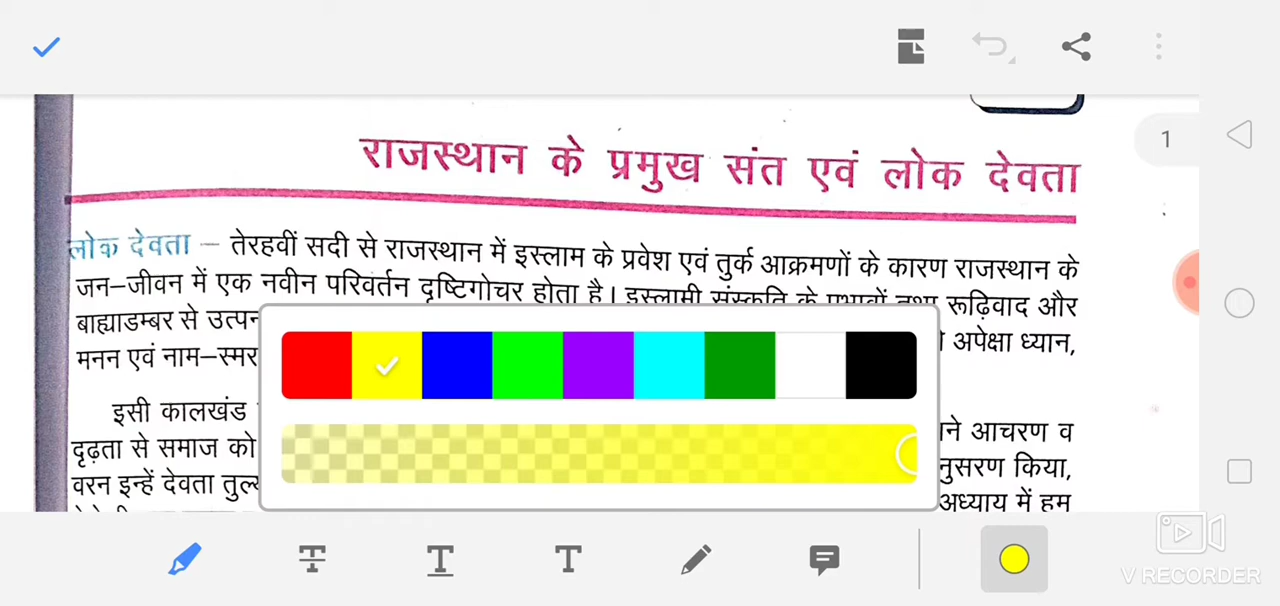 1
राजस्थान के प्रमुख संत एवं लोक देवता
लोक देवता – तेरहवीं सदी से राजस्थान में इस्लाम के प्रवेश एवं तुर्क आक्रमणों के कारण राजस्थान के
जन–जीवन में एक नवीन परिवर्तन दृष्टिगोचर होता है। इस्लामी संस्कृति के प्रभावों तथा रूढ़िवाद और
बाह्याडम्बर से उत्पन
अपेक्षा ध्यान,
मनन एवं नाम–स्मर
इसी कालखंड
ने आचरण व
दृढ़ता से समाज को
नुसरण किया,
वरन इन्हें देवता तुल्
अध्याय में हम
T T T
V RECORDER